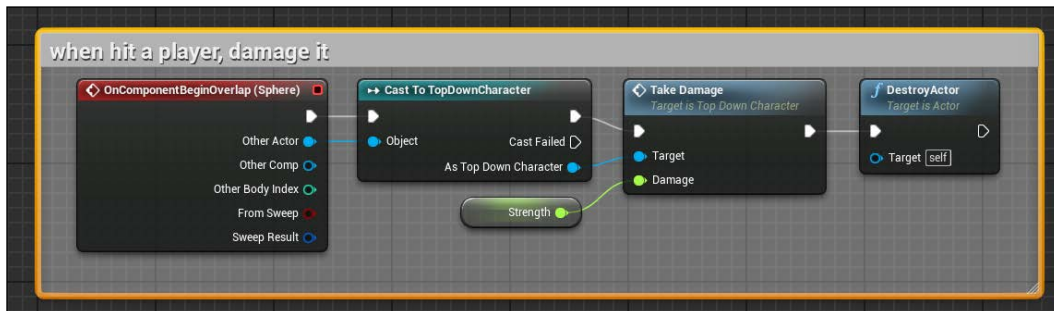 when hit a player, damage it
OnComponentBeginOverlap (Sphere)
Other Actor
Other Comp
Other Body Index
From Sweep
Sweep Result
Cast To TopDownCharacter
Object
Cast Failed
As Top Down Character
Strength
Take Damage
Target is Top Down Character
Target
Damage
DestroyActor
Target is Actor
Target self